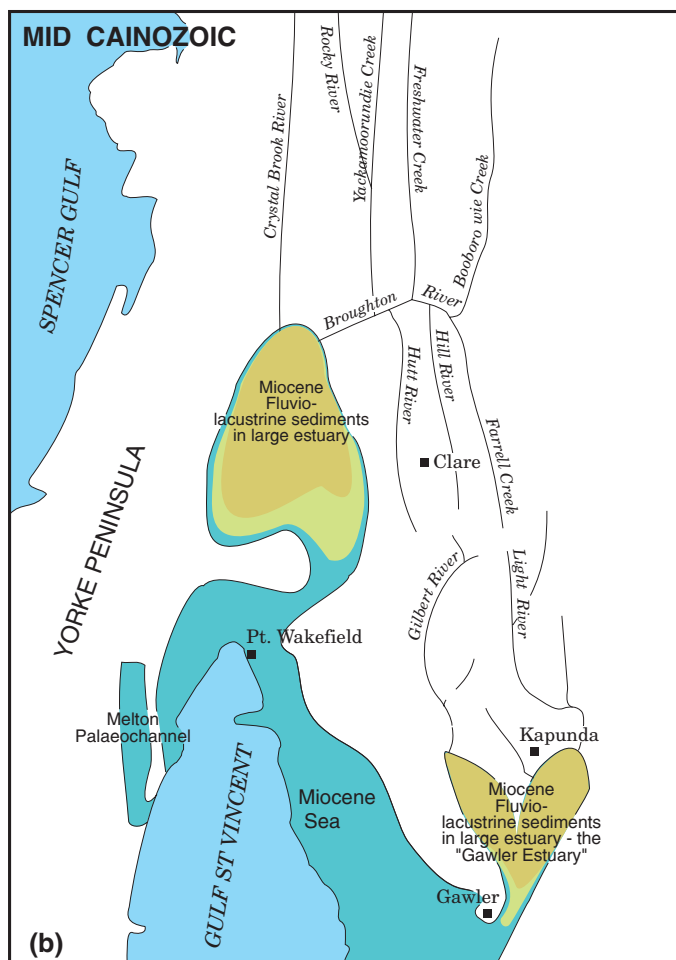 MID CAINOZOIC
Crystal Brook River
Rocky River
Yackamoorundie Creek
Freshwater Creek
Booboro wie Creek
SPENCER GULF
Broughton
River
Miocene
Fluvio-
lacustrine sediments
in large estuary
Hutt River
Hill River
Farrell Creek
Clare
YORKE PENINSULA
Gilbert River
Light River
Pt. Wakefield
Melton
Palaeochannel
Kapunda
Miocene
Sea
Miocene
Fluvio-
lacustrine sediments
in large estuary - the
"Gawler Estuary"
GULF ST VINCENT
Gawler
(b)